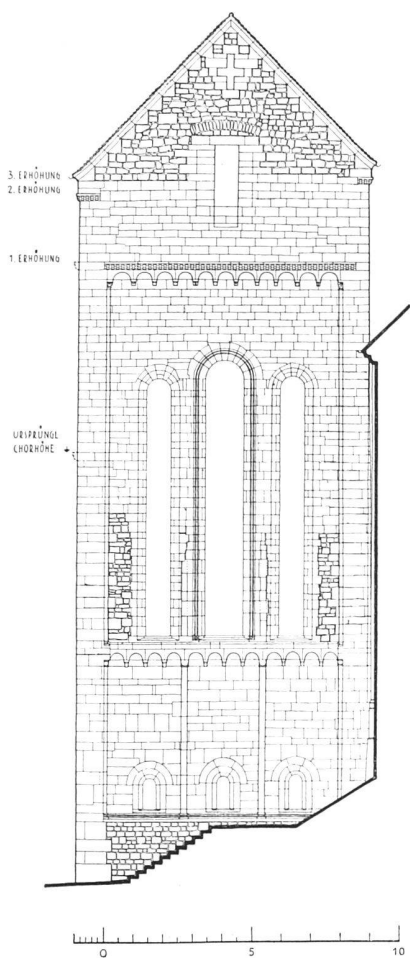 3. ERHÖHUNG
2. ERHÖHUNG
1. ERHÖHUNG
URSPRÜNGL
CHORHÖHE
0 5 10